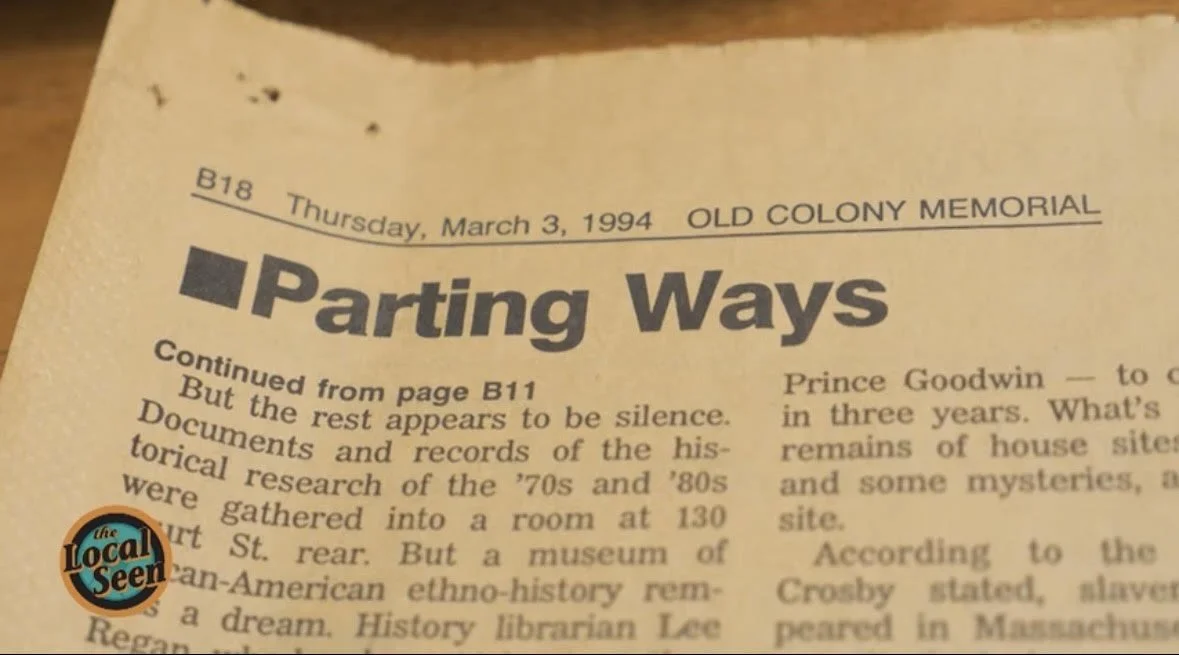 B18 Thursday, March 3, 1994 OLD COLONY MEMORIAL
Parting Ways
Continued from page B11
But the rest appears to be silence.
Documents and records of the his-
torical research of the '70s and '80s
were gathered into a room at 130
urt St. rear. But a museum of
can-American ethno-history rem-
s a dream. History librarian Lee
Regan
Prince Goodwin — to c
in three years. What's
remains of house sites
and some mysteries, a
site.
According to the
Crosby stated, slaver
peared in Massachuse
the
Local
Seen